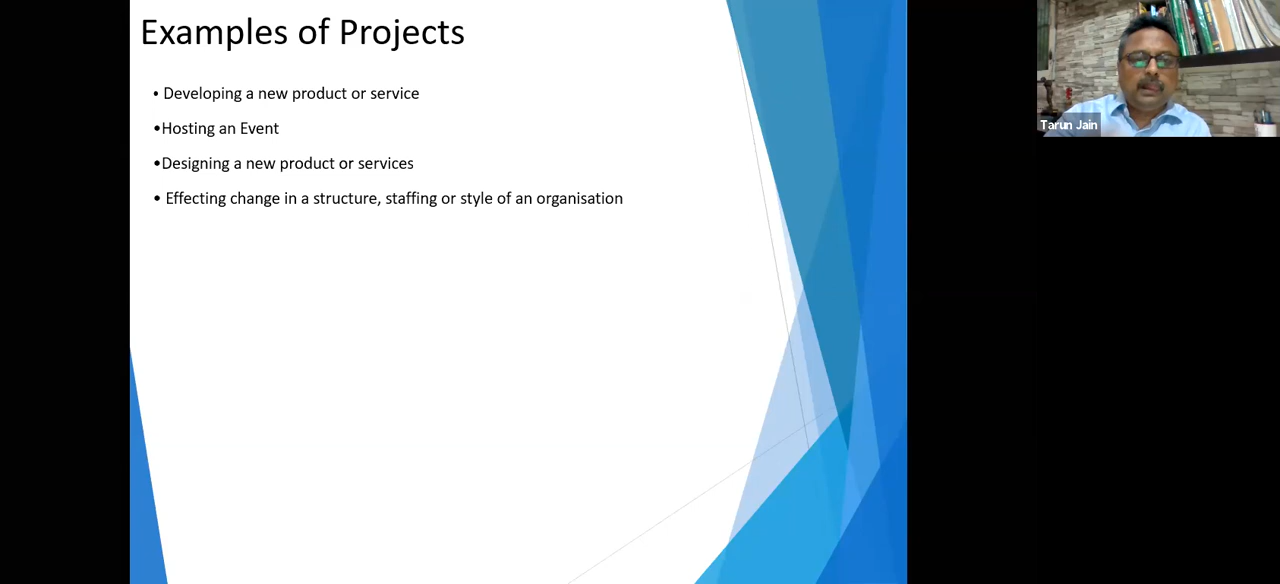 Examples of Projects
• Developing a new product or service
•Hosting an Event
•Designing a new product or services
• Effecting change in a structure, staffing or style of an organisation
Tarun Jain